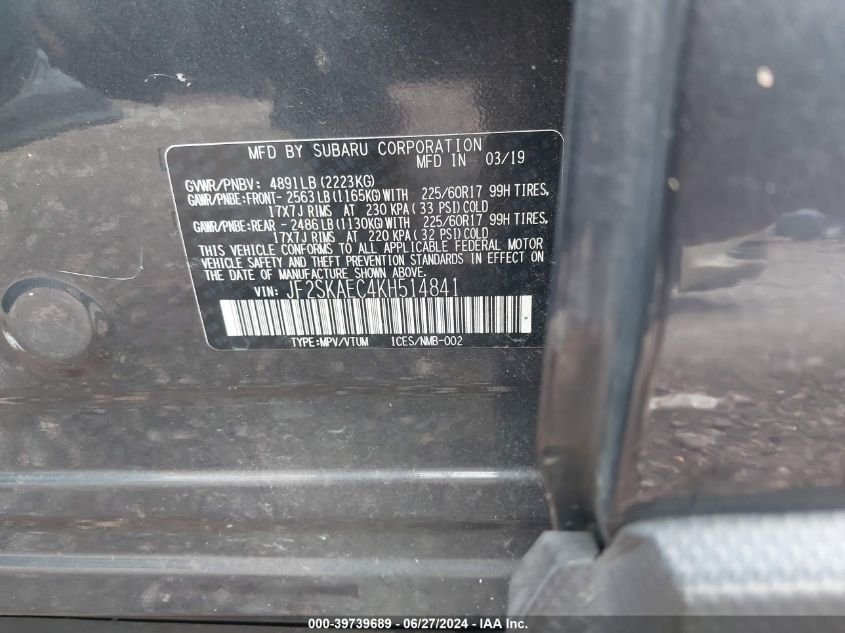 MFD BY SUBARU CORPORATION
MFD IN 03/19
GVWR/PNBV: 4891LB(2223KG)
GAWR/PNBE:FRONT- 2563LB(1165KG)WITH 225/60R17 99H TIRES,
17X7J RIMS AT 230 KPA(33 PSI)COLD
GAWR/PNBE:REAR - 2486LB(1130KG)WITH 225/60R17 99H TIRES,
17X7J RIMS AT 220 KPA(32 PSI)COLD
THIS VEHICLE CONFORMS TO ALL APPLICABLE FEDERAL MOTOR
VEHICLE SAFETY AND THEFT PREVENTION STANDARDS IN EFFECT ON
THE DATE OF MANUFACTURE SHOWN ABOVE.
VIN: JF2SKAEC4KH514841
TYPE:MPV/VTUM ICES/NMB-002
000-39739689 - 06/27/2024 - IAA Inc.